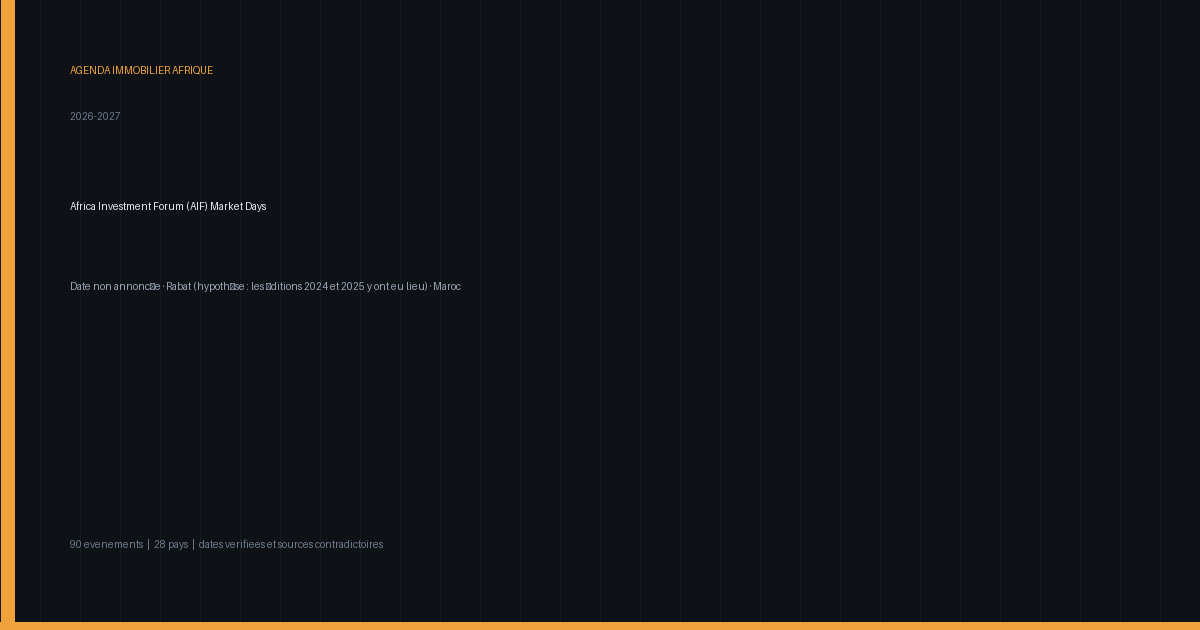 AGENDA IMMOBILIER AFRIQUE
2026-2027
Africa Investment Forum (AIF) Market Days
Date non annonc□e · Rabat (hypoth□se : les □ditions 2024 et 2025 y ont eu lieu) · Maroc
90 evenements | 28 pays | dates verifiees et sources contradictoires